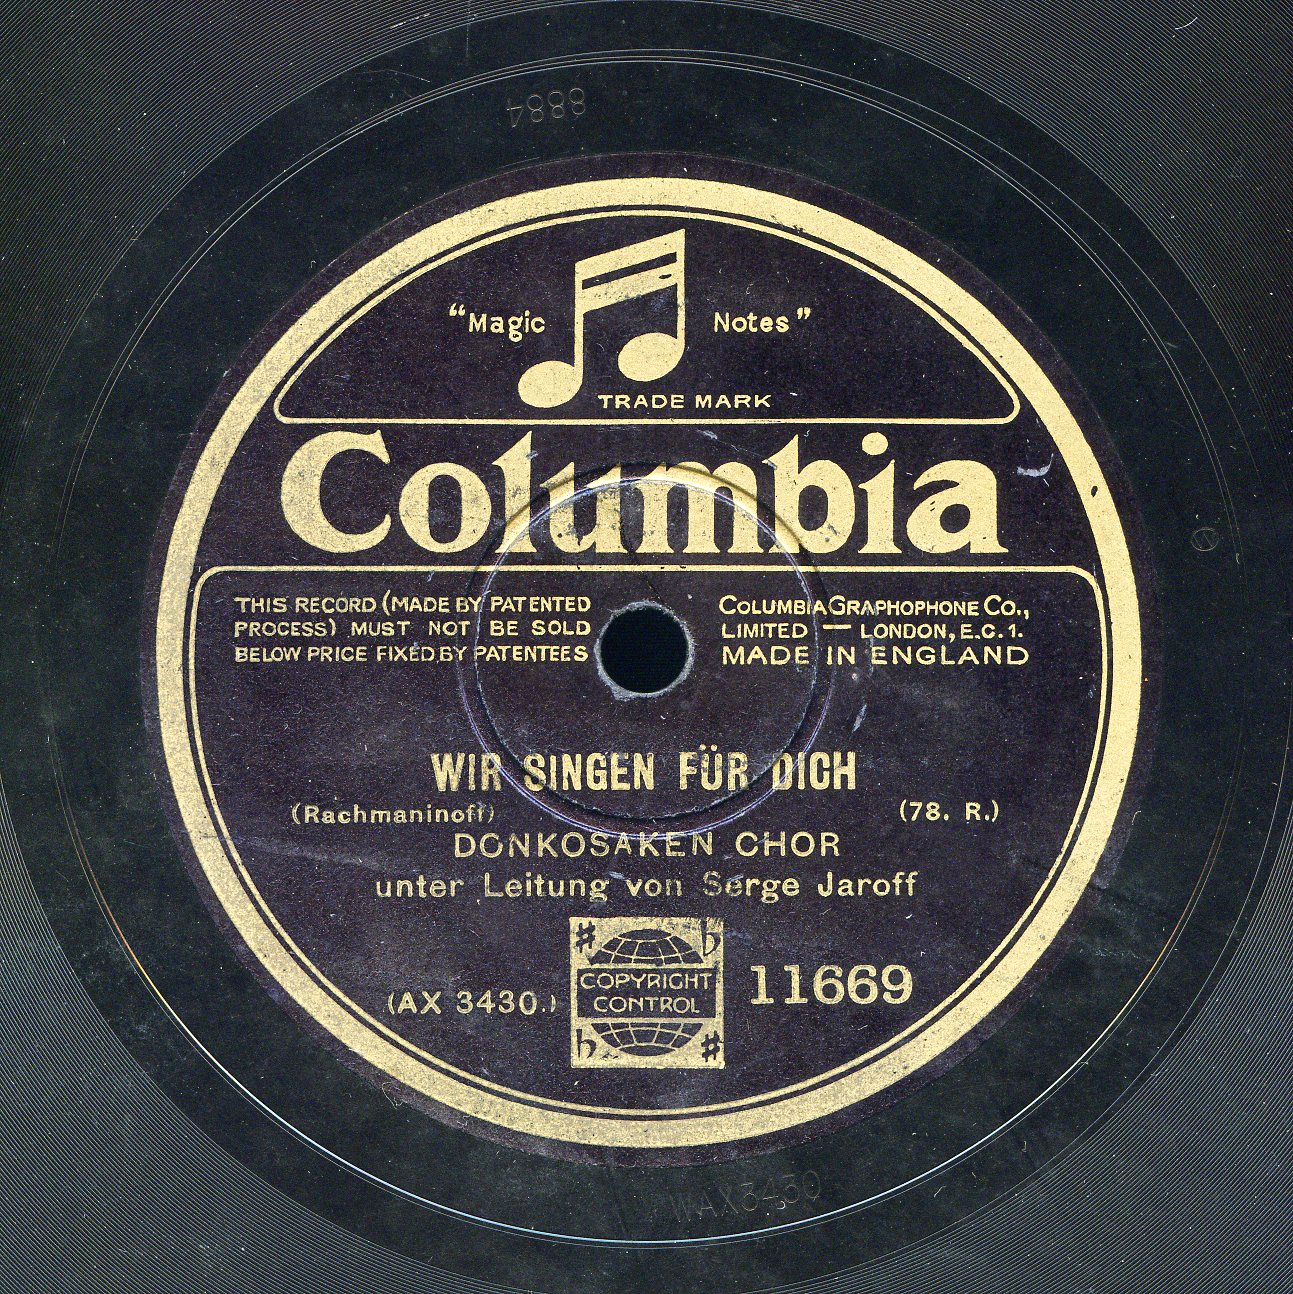 8884
"Magic Notes"
TRADE MARK
Columbia
THIS RECORD (MADE BY PATENTED
PROCESS) MUST NOT BE SOLD
BELOW PRICE FIXED BY PATENTEES
COLUMBIA GRAPHOPHONE CO.,
LIMITED — LONDON, E.C.1.
MADE IN ENGLAND
WIR SINGEN FÜR DICH
(Rachmaninoff) (78. R.)
DONKOSAKEN CHOR
unter Leitung von Serge Jaroff
(AX 3430.)
COPYRIGHT
CONTROL
11669
WAX3430